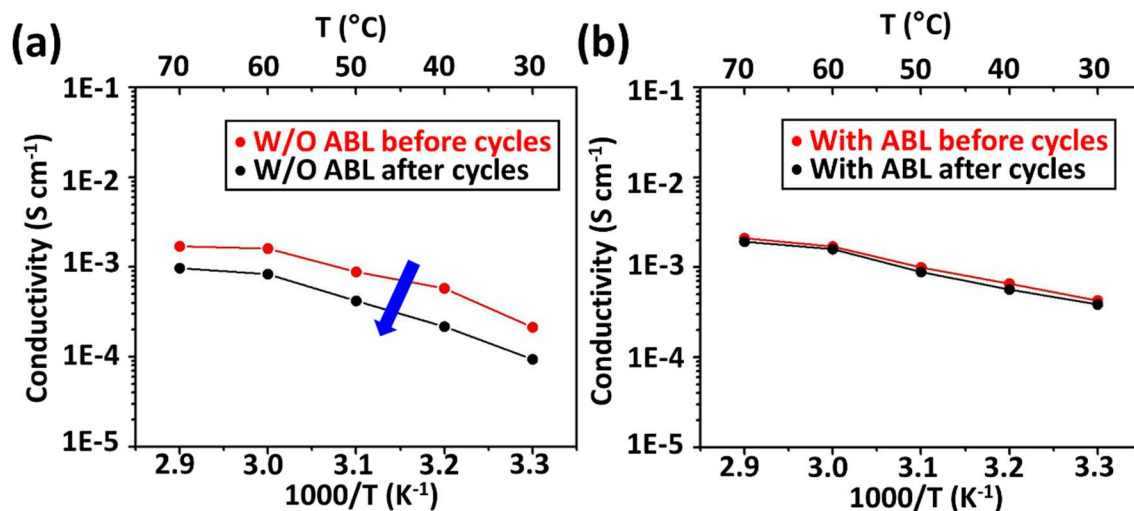 (a)
T (°C)
70 60 50 40 30
1E-1
1E-2
1E-3
1E-4
1E-5
Conductivity (S cm⁻¹)
W/O ABL before cycles
W/O ABL after cycles
2.9 3.0 3.1 3.2 3.3
1000/T (K⁻¹)
(b)
T (°C)
70 60 50 40 30
1E-1
1E-2
1E-3
1E-4
1E-5
Conductivity (S cm⁻¹)
With ABL before cycles
With ABL after cycles
2.9 3.0 3.1 3.2 3.3
1000/T (K⁻¹)